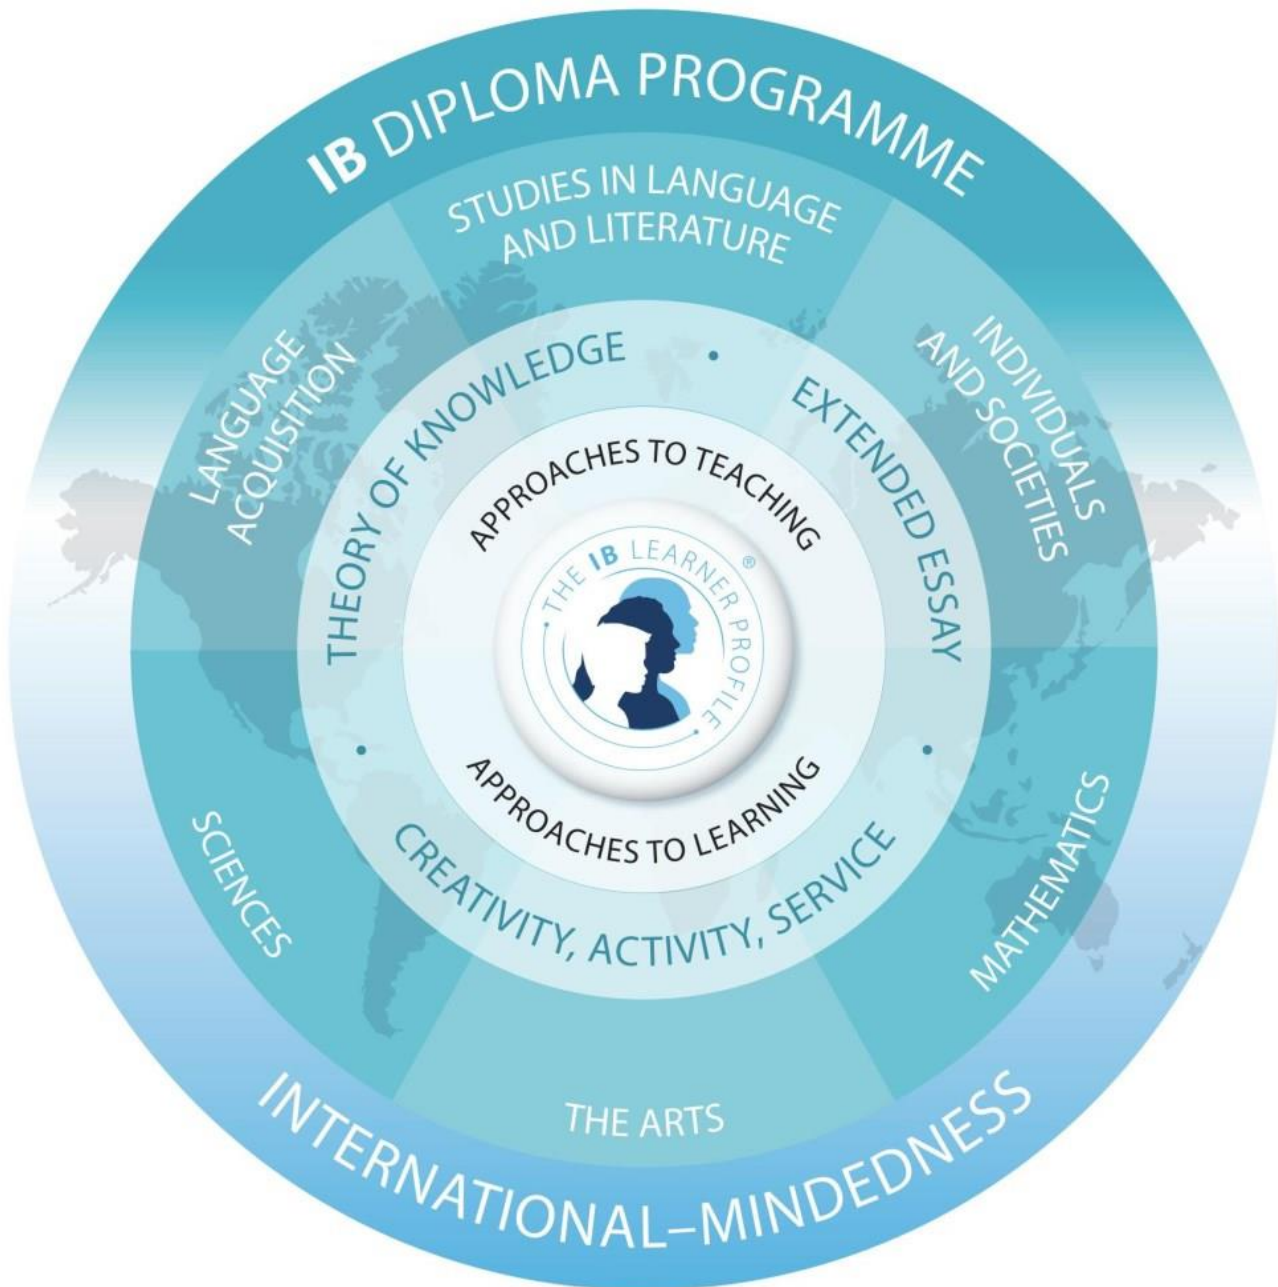 IB DIPLOMA PROGRAMME
STUDIES IN LANGUAGE
AND LITERATURE
LANGUAGE
ACQUISITION
INDIVIDUALS
AND SOCIETIES
THEORY OF KNOWLEDGE
•
EXTENDED ESSAY
APPROACHES TO TEACHING
• THE IB LEARNER PROFILE •
®
APPROACHES TO LEARNING
•
CREATIVITY, ACTIVITY, SERVICE
•
SCIENCES
MATHEMATICS
THE ARTS
INTERNATIONAL–MINDEDNESS